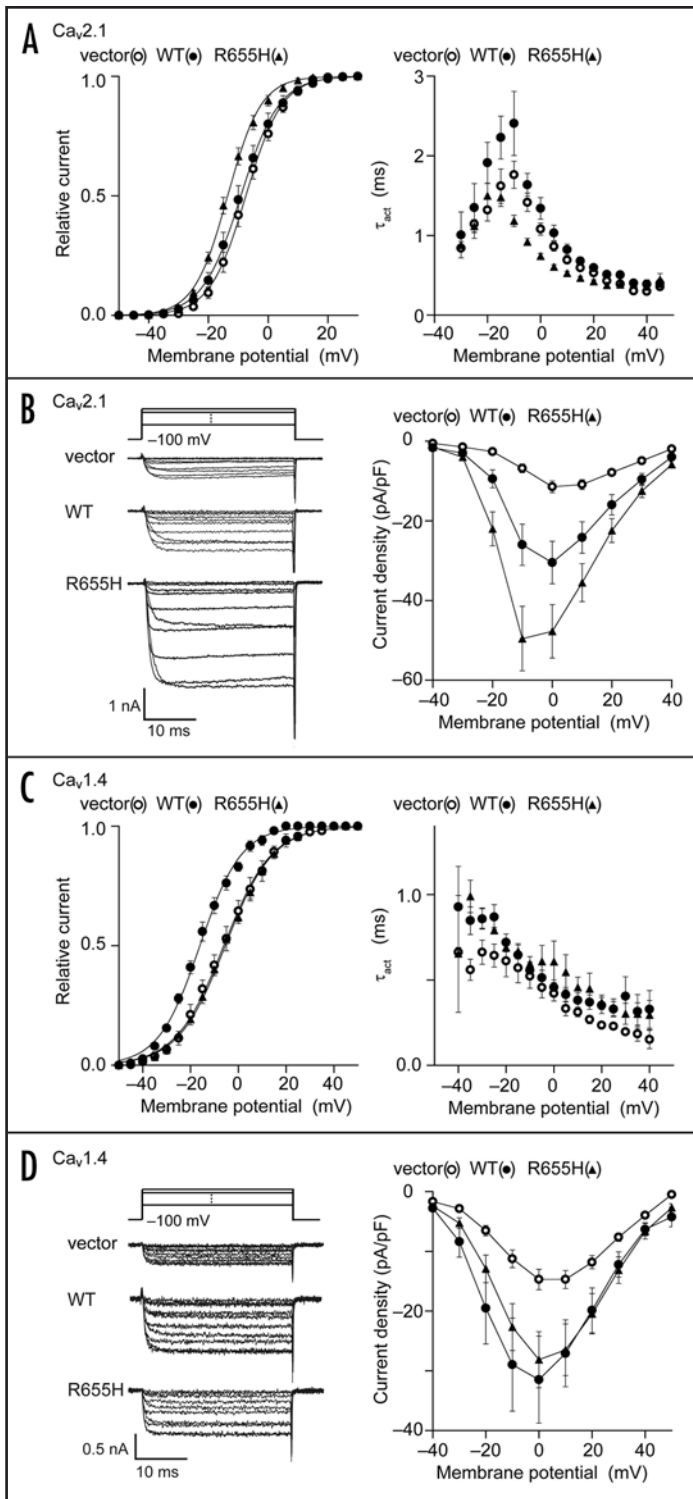 A Cav2.1
vector(o) WT(●) R655H(▲)
1.0
0.5
0.0
Relative current
−40 −20 0 20
Membrane potential (mV)
vector(o) WT(●) R655H(▲)
3
2
1
0
τact (ms)
−40 −20 0 20 40
Membrane potential (mV)
B Cav2.1
−100 mV
vector
WT
R655H
1 nA
10 ms
vector(o) WT(●) R655H(▲)
0
−20
−40
−60
Current density (pA/pF)
−40 −20 0 20 40
Membrane potential (mV)
C Cav1.4
vector(o) WT(●) R655H(▲)
1.0
0.5
0.0
Relative current
−40 −20 0 20 40
Membrane potential (mV)
vector(o) WT(●) R655H(▲)
1.0
0.0
τact (ms)
−40 −20 0 20 40
Membrane potential (mV)
D Cav1.4
−100 mV
vector
WT
R655H
0.5 nA
10 ms
vector(o) WT(●) R655H(▲)
0
−20
−40
Current density (pA/pF)
−40 −20 0 20 40
Membrane potential (mV)